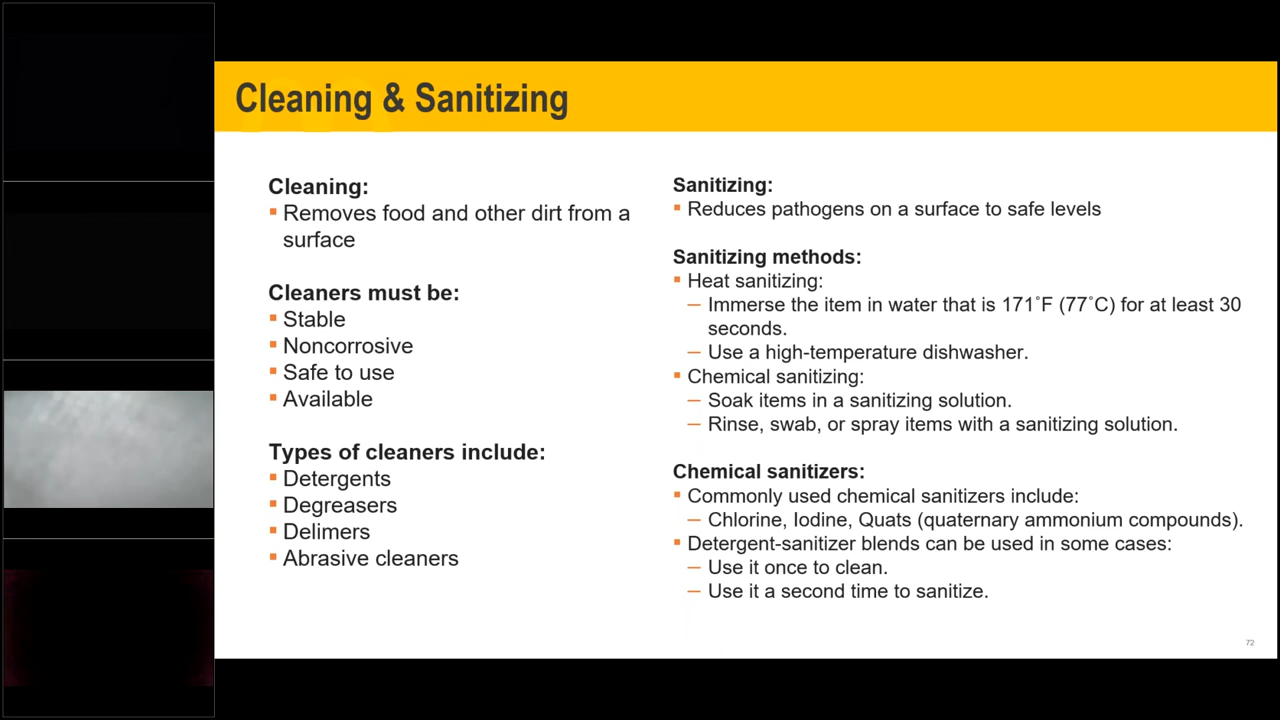 Cleaning & Sanitizing
Cleaning:
▪ Removes food and other dirt from a
surface
Cleaners must be:
▪ Stable
▪ Noncorrosive
▪ Safe to use
▪ Available
Types of cleaners include:
▪ Detergents
▪ Degreasers
▪ Delimers
▪ Abrasive cleaners
Sanitizing:
▪ Reduces pathogens on a surface to safe levels
Sanitizing methods:
▪ Heat sanitizing:
– Immerse the item in water that is 171˚F (77˚C) for at least 30
seconds.
– Use a high-temperature dishwasher.
▪ Chemical sanitizing:
– Soak items in a sanitizing solution.
– Rinse, swab, or spray items with a sanitizing solution.
Chemical sanitizers:
▪ Commonly used chemical sanitizers include:
– Chlorine, Iodine, Quats (quaternary ammonium compounds).
▪ Detergent-sanitizer blends can be used in some cases:
– Use it once to clean.
– Use it a second time to sanitize.
72